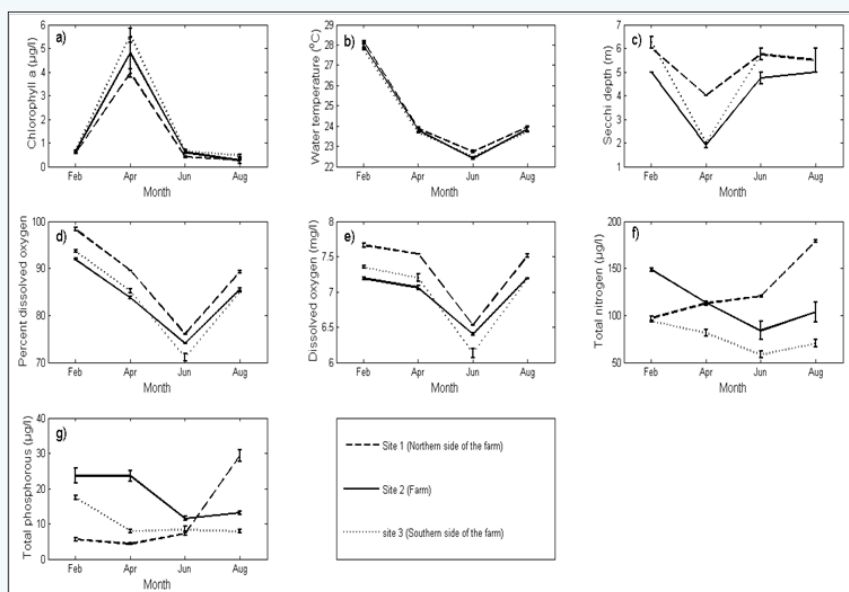 a)
Chlorophyll a (µg/l)
6
5
4
3
2
1
0
Feb Apr Jun Aug
Month
b)
Water temperature (°C)
29
28
27
26
25
24
23
22
Feb Apr Jun Aug
Month
c)
Secchi depth (m)
7
6
5
4
3
2
1
Feb Apr Jun Aug
Month
d)
Percent dissolved oxygen
100
90
80
70
Feb Apr Jun Aug
Month
e)
Dissolved oxygen (mg/l)
8
7.5
7
6.5
6
Feb Apr Jun Aug
Month
f)
Total nitrogen (µg/l)
200
150
100
50
Feb Apr Jun Aug
Month
g)
Total phosphorous (µg/l)
40
30
20
10
0
Feb Apr Jun Aug
Month
Site 1 (Northern side of the farm)
Site 2 (Farm)
site 3 (Southern side of the farm)